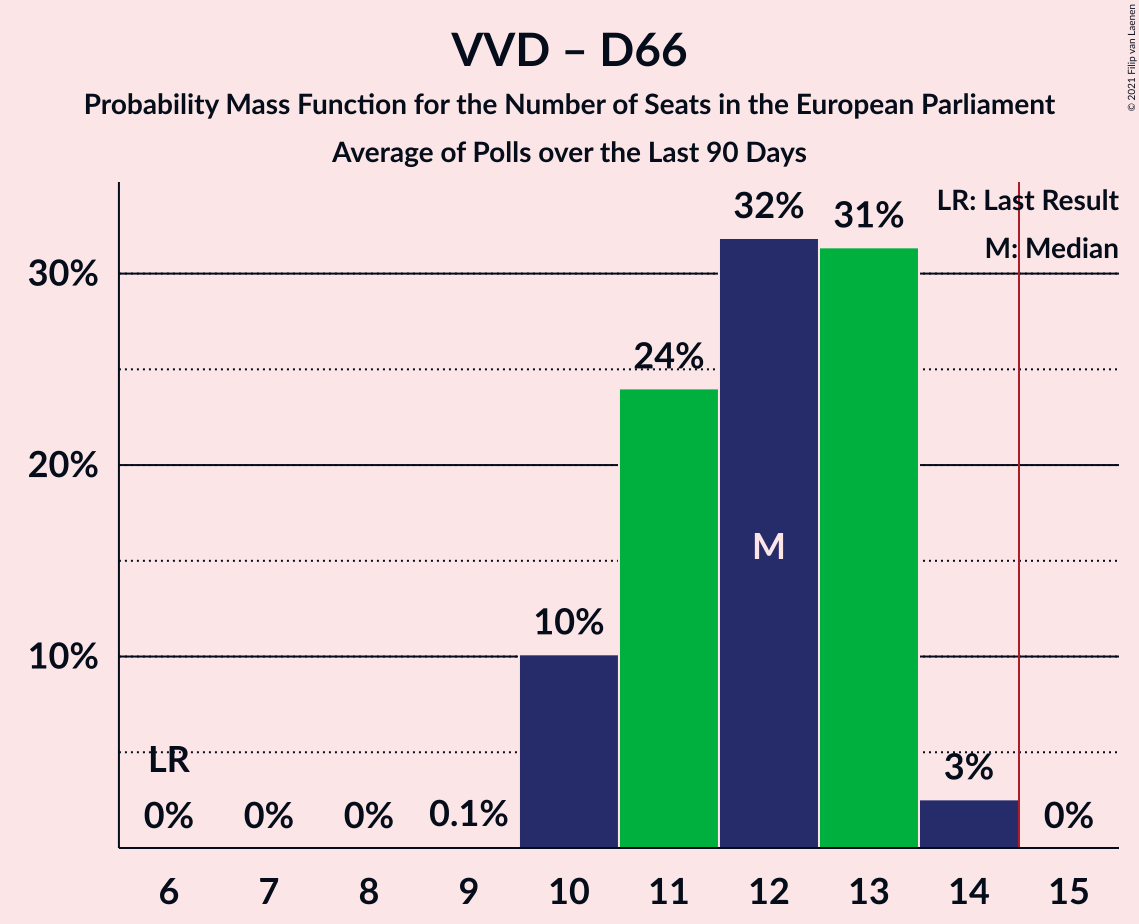 VVD – D66
Probability Mass Function for the Number of Seats in the European Parliament
Average of Polls over the Last 90 Days
© 2021 Filip van Laenen
LR: Last Result
M: Median
32%
31%
30%
24%
20%
M
10%
10%
LR
3%
0%
0%
0%
0.1%
0%
6 7 8 9 10 11 12 13 14 15